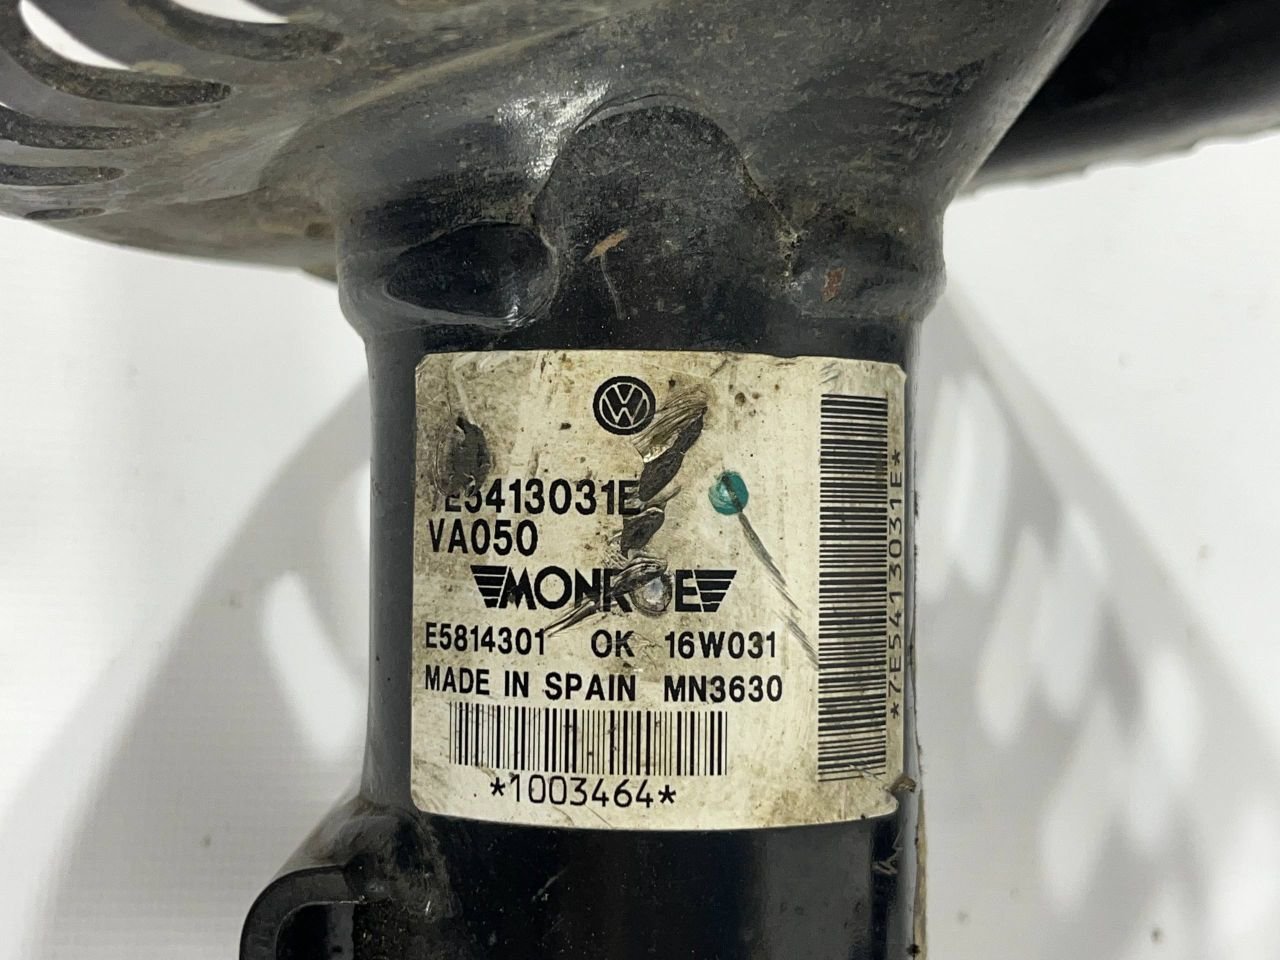 7E5413031E
VA050
MONROE
E5814301 OK 16W031
MADE IN SPAIN MN3630
*1003464*
*7E5413031E*